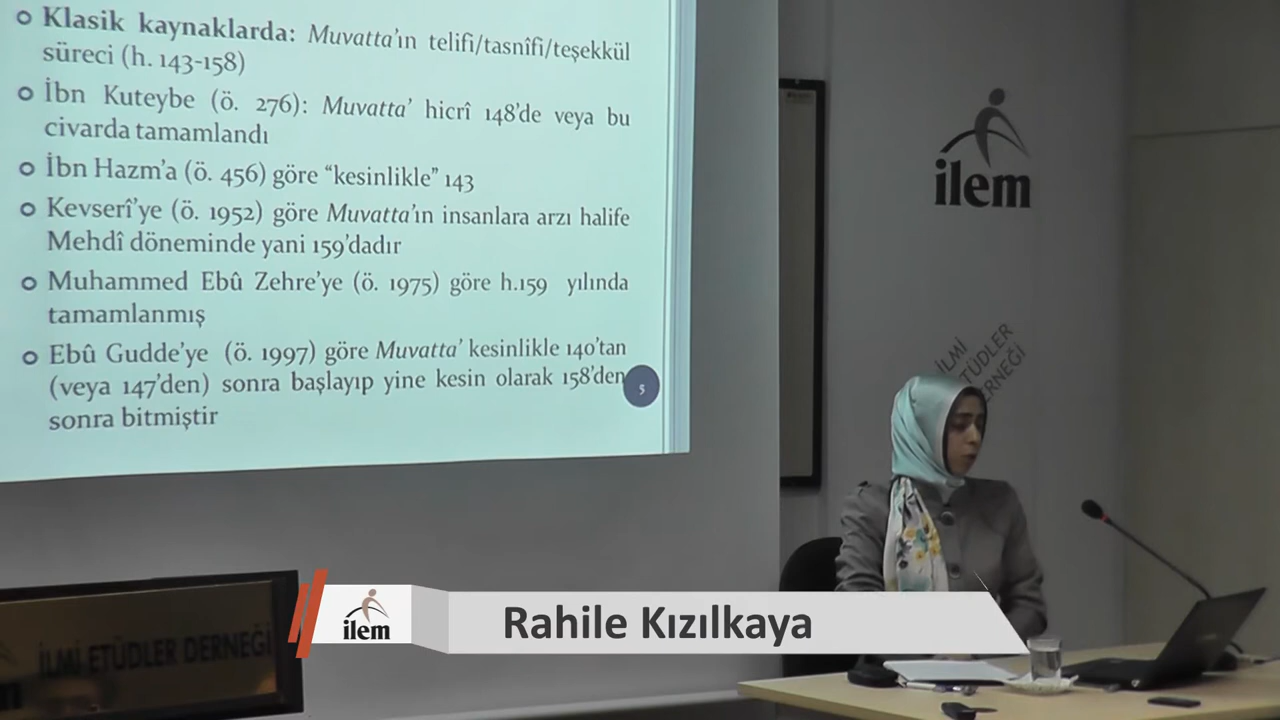 Klasik kaynaklarda: Muvatta'ın telifi/tasnîfi/teşekkül
süreci (h. 143-158)
İbn Kuteybe (ö. 276): Muvatta' hicrî 148'de veya bu
civarda tamamlandı
İbn Hazm'a (ö. 456) göre “kesinlikle” 143
Kevserî'ye (ö. 1952) göre Muvatta'ın insanlara arzı halife
Mehdî döneminde yani 159'dadır
Muhammed Ebû Zehre'ye (ö. 1975) göre h.159 yılında
tamamlanmış
Ebû Gudde'ye (ö. 1997) göre Muvatta' kesinlikle 140'tan
(veya 147'den) sonra başlayıp yine kesin olarak 158'den
sonra bitmiştir
5
ilem
İLMİ
ETÜDLER
DERNEĞİ
İLMİ ETÜDLER DERNEĞİ
ilem
Rahile Kızılkaya